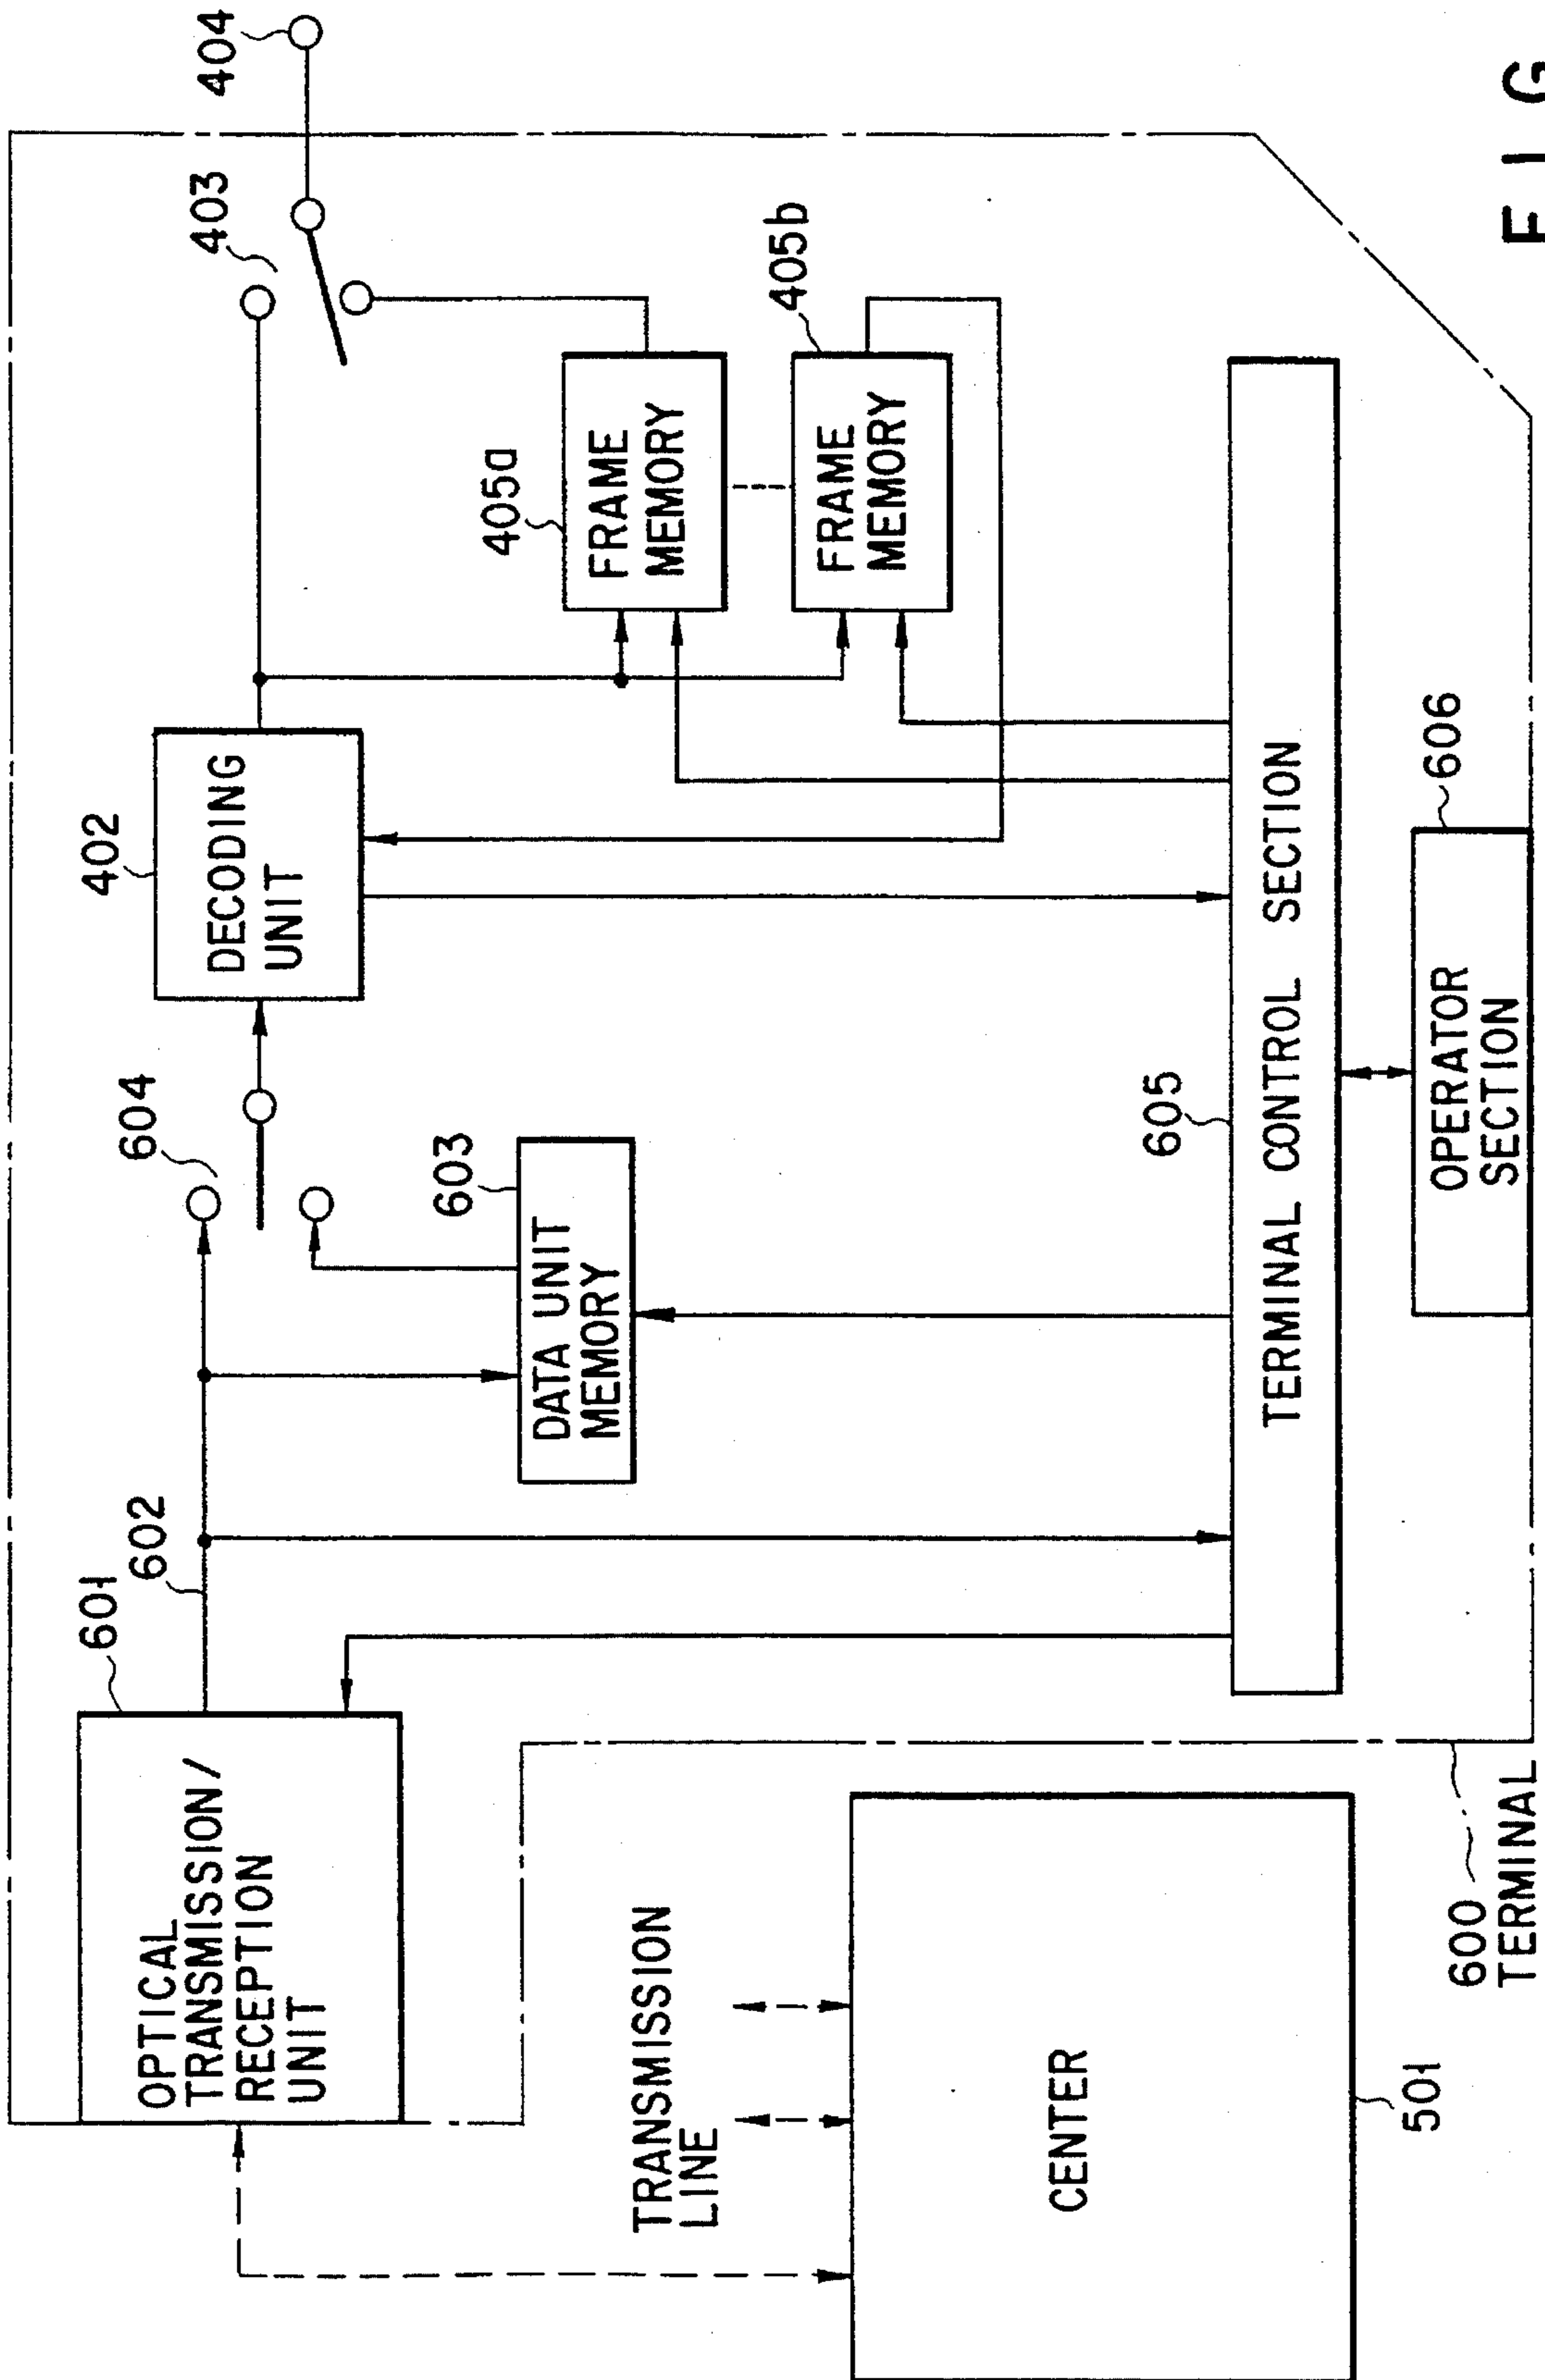 404
403
402
DECODING
UNIT
405a
FRAME
MEMORY
405b
FRAME
MEMORY
604
603
DATA UNIT
MEMORY
602
601
OPTICAL
TRANSMISSION/
RECEPTION
UNIT
TRANSMISSION
LINE
CENTER
501
605
TERMINAL CONTROL SECTION
606
OPERATOR
SECTION
600
TERMINAL
F I G